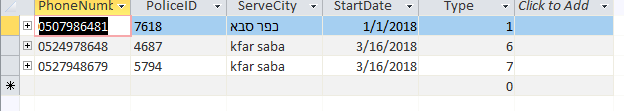 PhoneNumb PoliceID ServeCity StartDate Type Click to Add
0507986481 7618 כפר סבא 1/1/2018 1
0524978648 4687 kfar saba 3/16/2018 6
0527948679 5794 kfar saba 3/16/2018 7
0